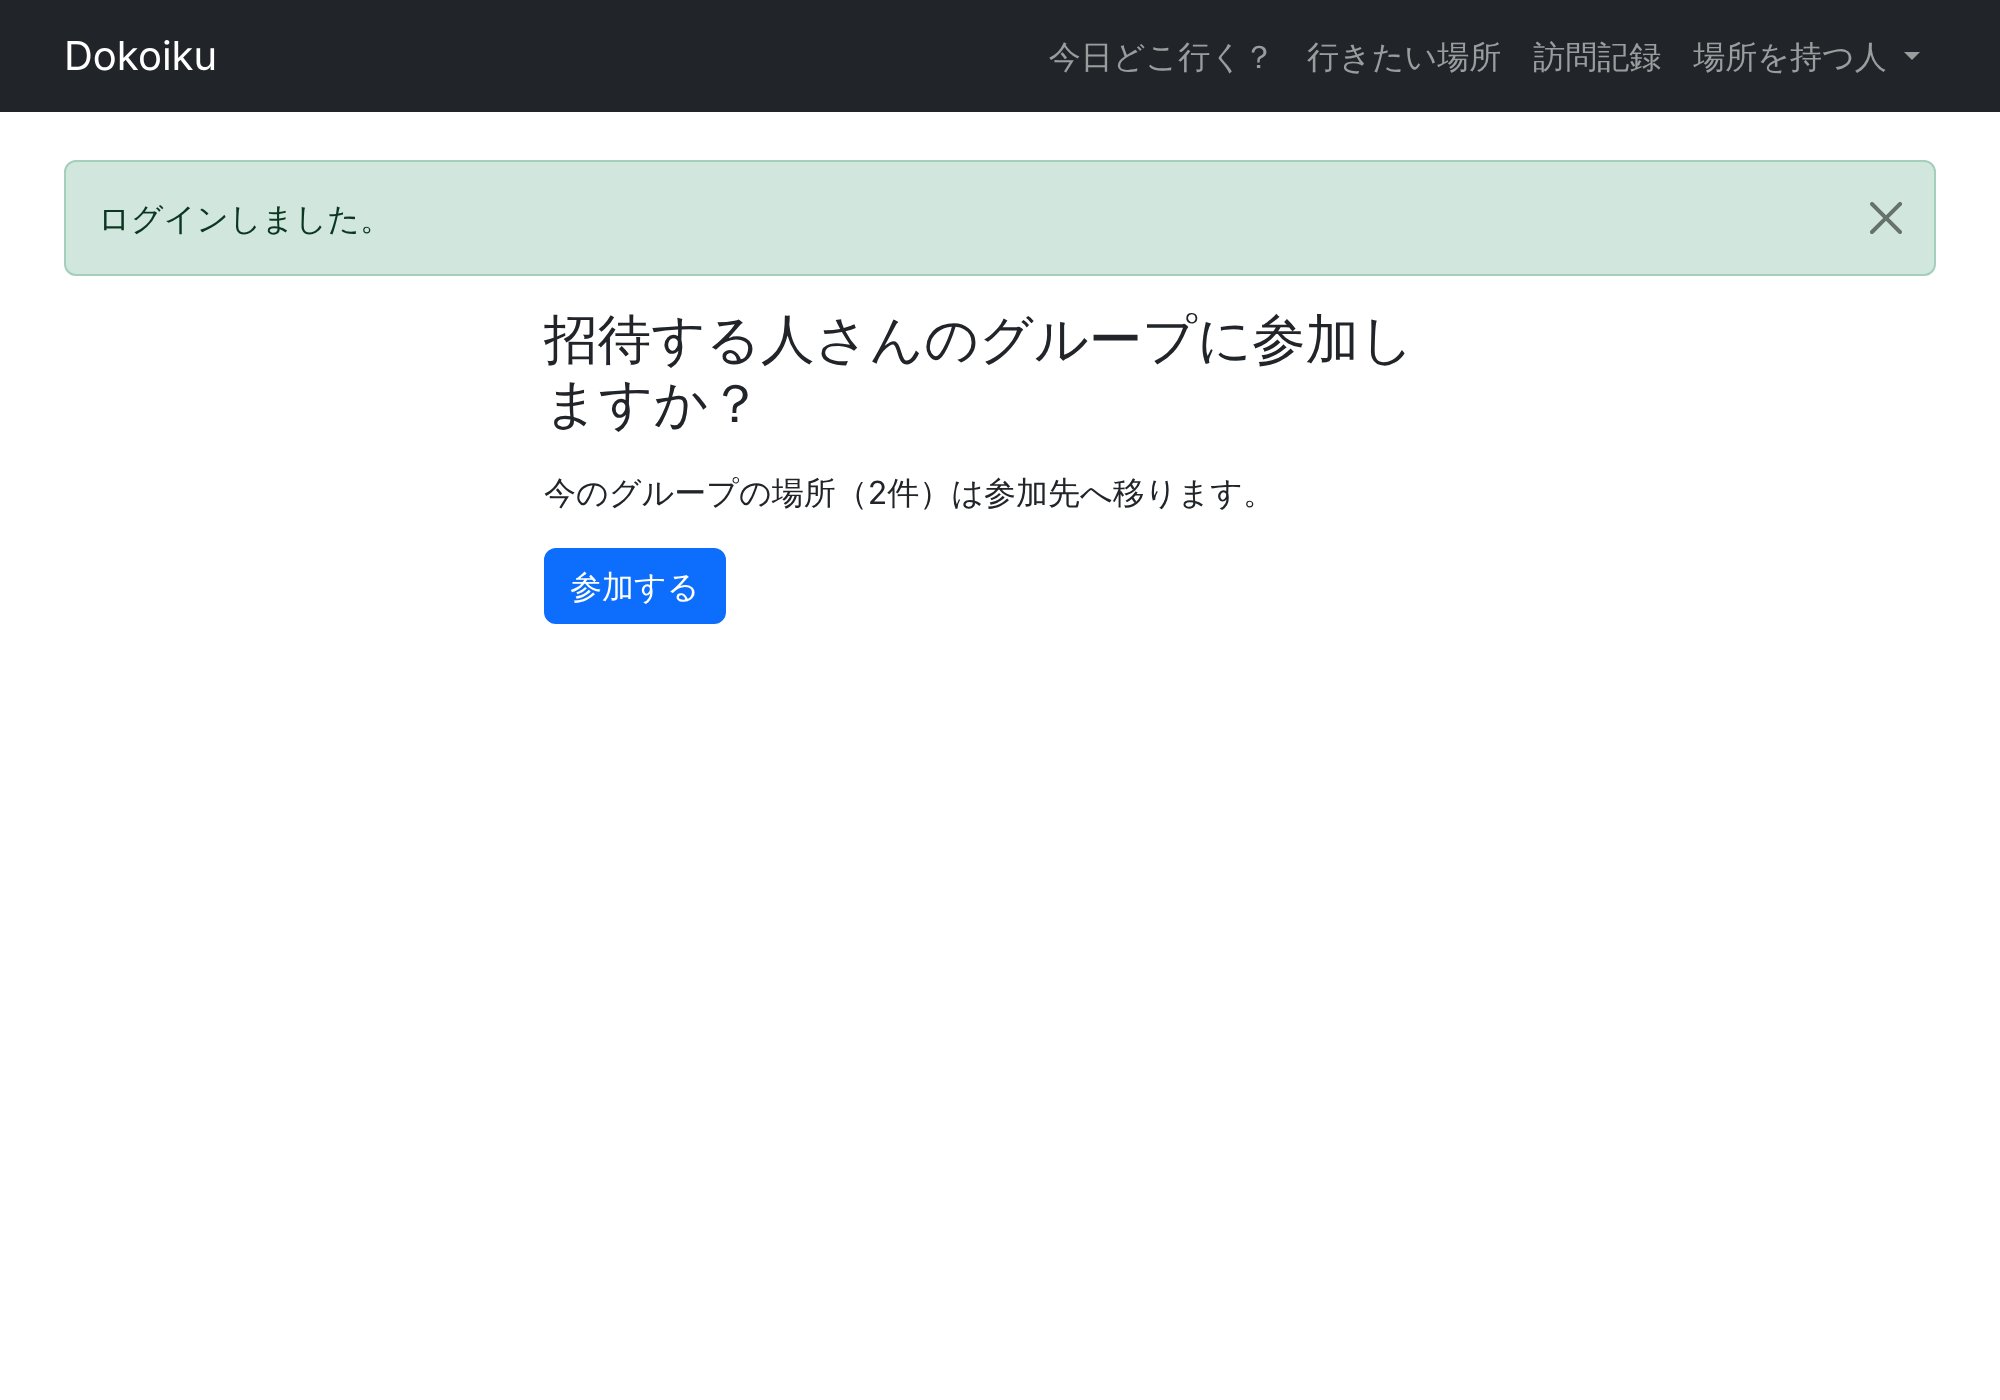 Dokoiku
今日どこ行く？
行きたい場所
訪問記録
場所を持つ人
ログインしました。
招待する人さんのグループに参加し
ますか？
今のグループの場所（2件）は参加先へ移ります。
参加する